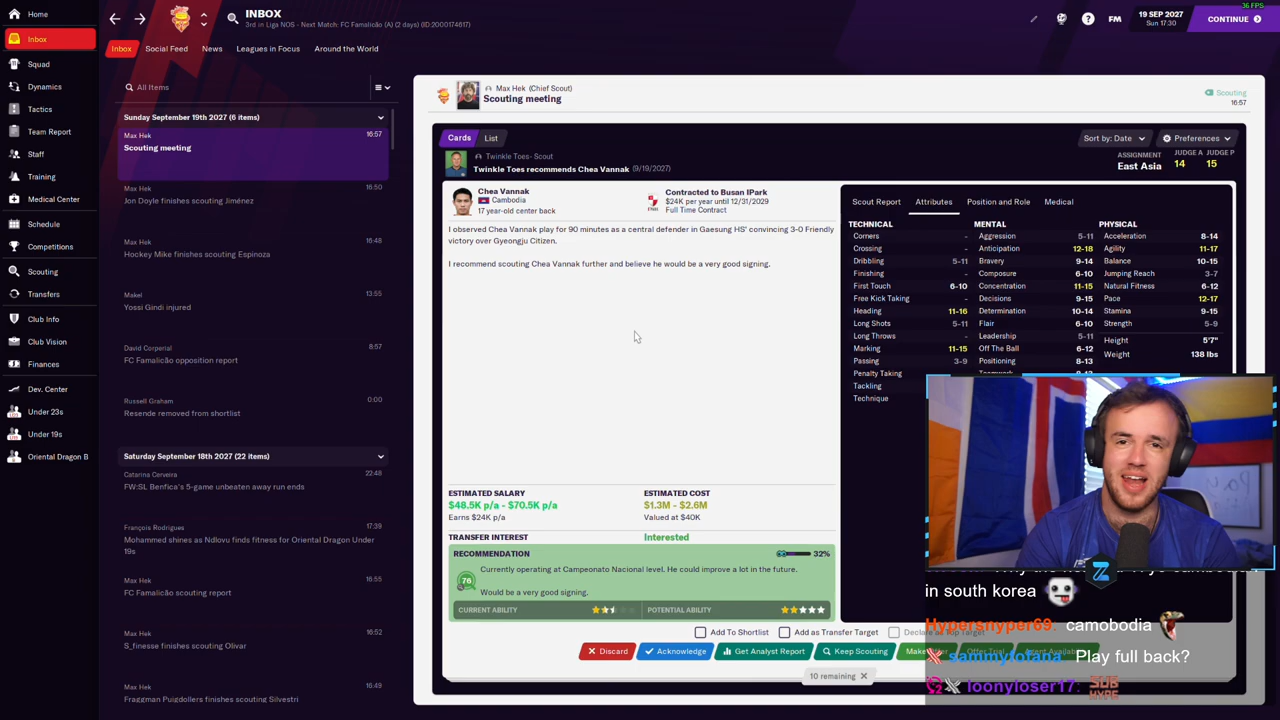 Home
Inbox
Squad
Dynamics
Tactics
Team Report
Staff
Training
Medical Center
Schedule
Competitions
Scouting
Transfers
Club Info
Club Vision
Finances
Dev. Center
Under 23s
Under 19s
Oriental Dragon B
INBOX
3rd in Liga NOS - Next Match: FC Famalicão (A) (2 days) (ID:2000174617)
36 FPS
FM
19 SEP 2027
Sun 17:30
CONTINUE
Inbox Social Feed News Leagues in Focus Around the World
All Items
Sunday September 19th 2027 (6 items)
Max Hek 16:57
Scouting meeting
Max Hek 16:50
Jon Doyle finishes scouting Jiménez
Max Hek 16:48
Hockey Mike finishes scouting Espinoza
Makel 13:55
Yossi Gindi injured
David Corperial 8:57
FC Famalicão opposition report
Russell Graham 0:00
Resende removed from shortlist
Saturday September 18th 2027 (22 items)
Catarina Cerveira 22:48
FW:SL Benfica's 5-game unbeaten away run ends
François Rodrigues 17:39
Mohammed shines as Ndlovu finds fitness for Oriental Dragon Under
19s
Max Hek 16:55
FC Famalicão scouting report
Max Hek 16:52
S_finesse finishes scouting Olivar
Max Hek 16:49
Fraggman Puigdollers finishes scouting Silvestri
Max Hek (Chief Scout)
Scouting meeting
Scouting
16:57
Cards List
Sort by: Date
Preferences
Twinkle Toes- Scout
Twinkle Toes recommends Chea Vannak (9/19/2027)
ASSIGNMENT
East Asia
JUDGE A JUDGE P
14 15
Chea Vannak
Cambodia
17 year-old center back
Contracted to Busan IPark
$24K per year until 12/31/2029
Full Time Contract
I observed Chea Vannak play for 90 minutes as a central defender in Gaesung HS' convincing 3-0 Friendly
victory over Gyeongju Citizen.
I recommend scouting Chea Vannak further and believe he would be a very good signing.
ESTIMATED SALARY
$48.5K p/a - $70.5K p/a
Earns $24K p/a
ESTIMATED COST
$1.3M - $2.6M
Valued at $40K
TRANSFER INTEREST
Interested
RECOMMENDATION
32%
76
Currently operating at Campeonato Nacional level. He could improve a lot in the future.
Would be a very good signing.
CURRENT ABILITY
POTENTIAL ABILITY
Scout Report Attributes Position and Role Medical
TECHNICAL
Corners -
Crossing -
Dribbling 5-11
Finishing -
First Touch 6-10
Free Kick Taking -
Heading 11-16
Long Shots 5-11
Long Throws -
Marking 11-15
Passing 3-9
Penalty Taking
Tackling
Technique
MENTAL
Aggression 5-11
Anticipation 12-18
Bravery 9-14
Composure 6-10
Concentration 11-15
Decisions 9-15
Determination 10-14
Flair 6-10
Leadership 5-11
Off The Ball 6-12
Positioning 8-13
PHYSICAL
Acceleration 8-14
Agility 11-17
Balance 10-15
Jumping Reach 3-7
Natural Fitness 6-12
Pace 12-17
Stamina 9-15
Strength 5-9
Height 5'7"
Weight 138 lbs
Add To Shortlist
Add as Transfer Target
Discard
Acknowledge
Get Analyst Report
Keep Scouting
10 remaining
in south korea
Hypersnyper69: camobodia
sammyfofana: Play full back?
loonyloser17: SUB HYPE